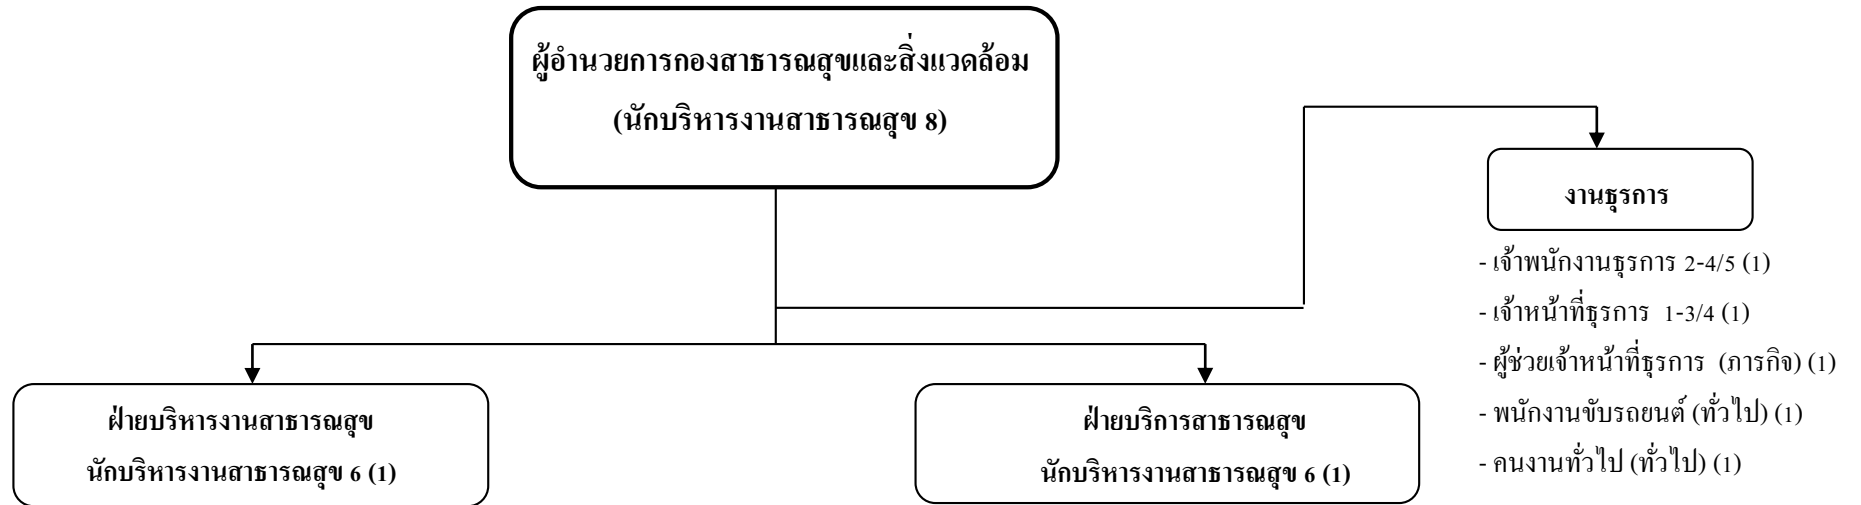 ผู้อำนวยการกองสาธารณสุขและสิ่งแวดล้อม
(นักบริหารงานสาธารณสุข 8)
งานธุรการ
- เจ้าพนักงานธุรการ 2-4/5 (1)
- เจ้าหน้าที่ธุรการ 1-3/4 (1)
- ผู้ช่วยเจ้าหน้าที่ธุรการ (ภารกิจ) (1)
- พนักงานขับรถยนต์ (ทั่วไป) (1)
- คนงานทั่วไป (ทั่วไป) (1)
ฝ่ายบริหารงานสาธารณสุข
นักบริหารงานสาธารณสุข 6 (1)
ฝ่ายบริการสาธารณสุข
นักบริหารงานสาธารณสุข 6 (1)